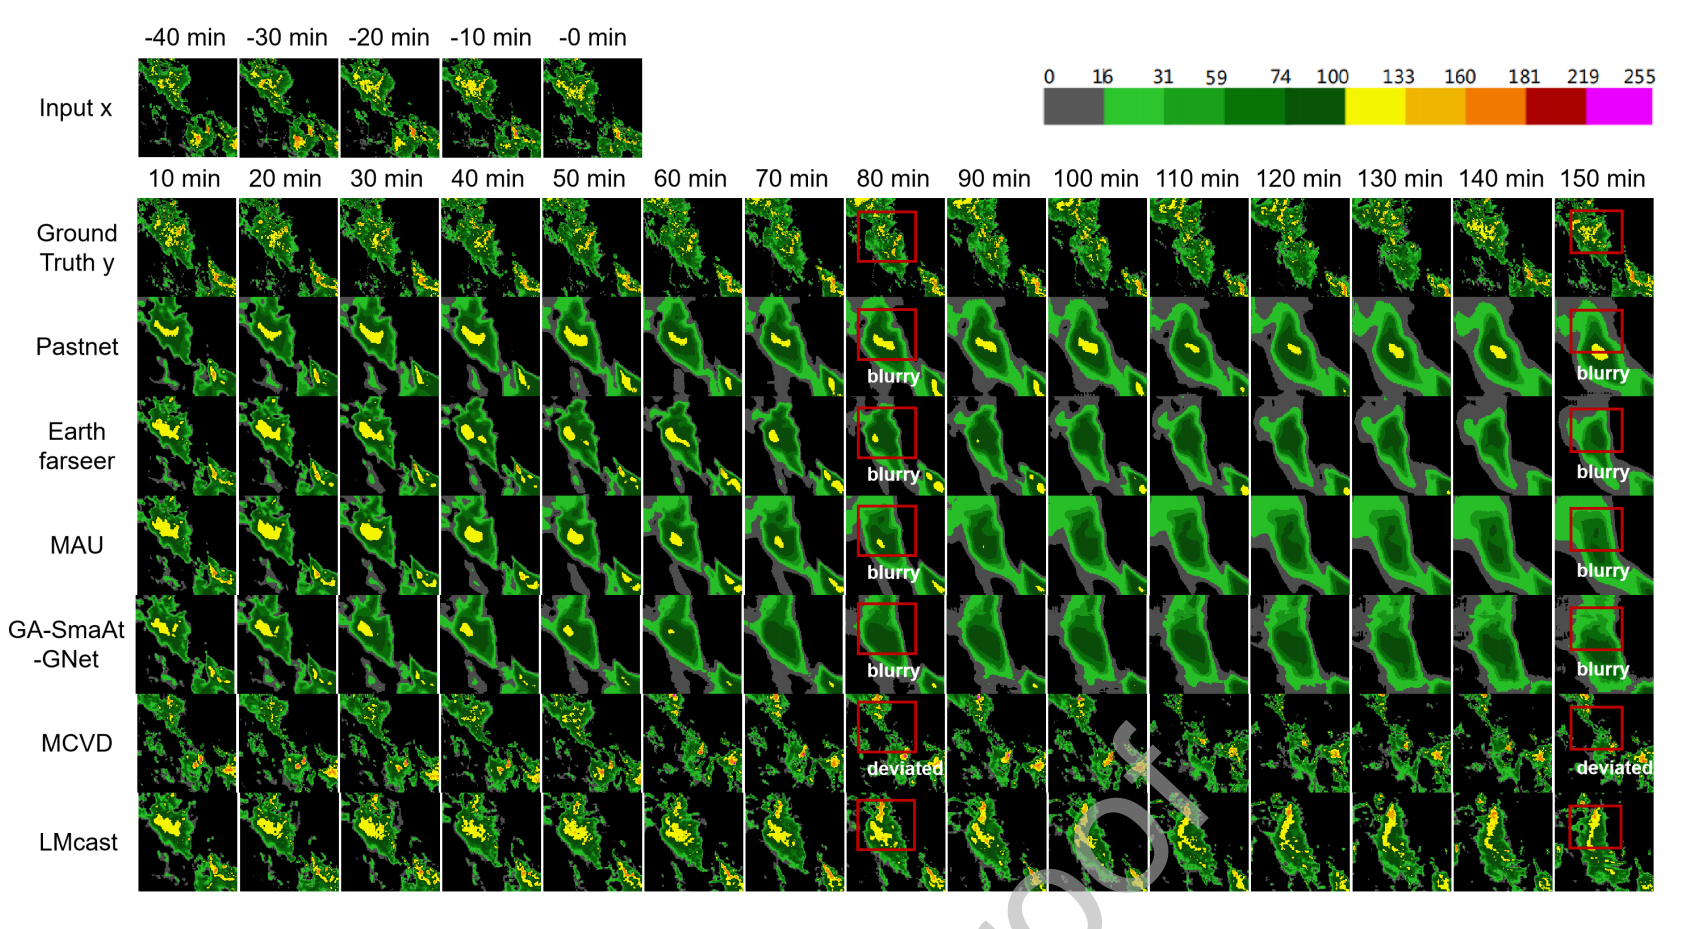 -40 min -30 min -20 min -10 min -0 min
Input x
0 16 31 59 74 100 133 160 181 219 255
10 min 20 min 30 min 40 min 50 min 60 min 70 min 80 min 90 min 100 min 110 min 120 min 130 min 140 min 150 min
Ground
Truth y
Pastnet
blurry blurry
Earth
farseer
blurry blurry
MAU
blurry blurry
GA-SmaAt
-GNet
blurry blurry
MCVD
deviated deviated
LMcast